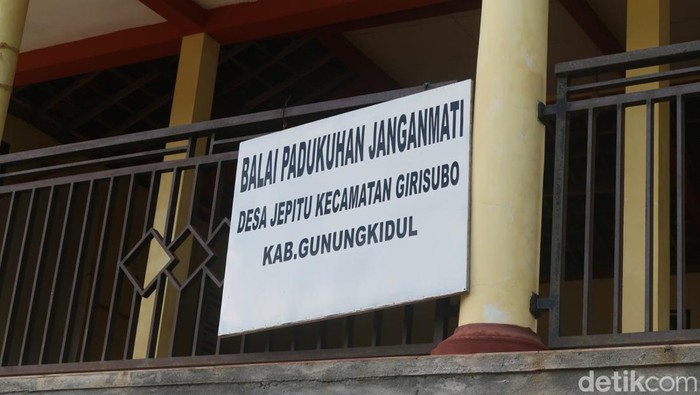 BALAI PADUKUHAN JANGANMATI
DESA JEPITU KECAMATAN GIRISUBO
KAB.GUNUNGKIDUL
detikcom